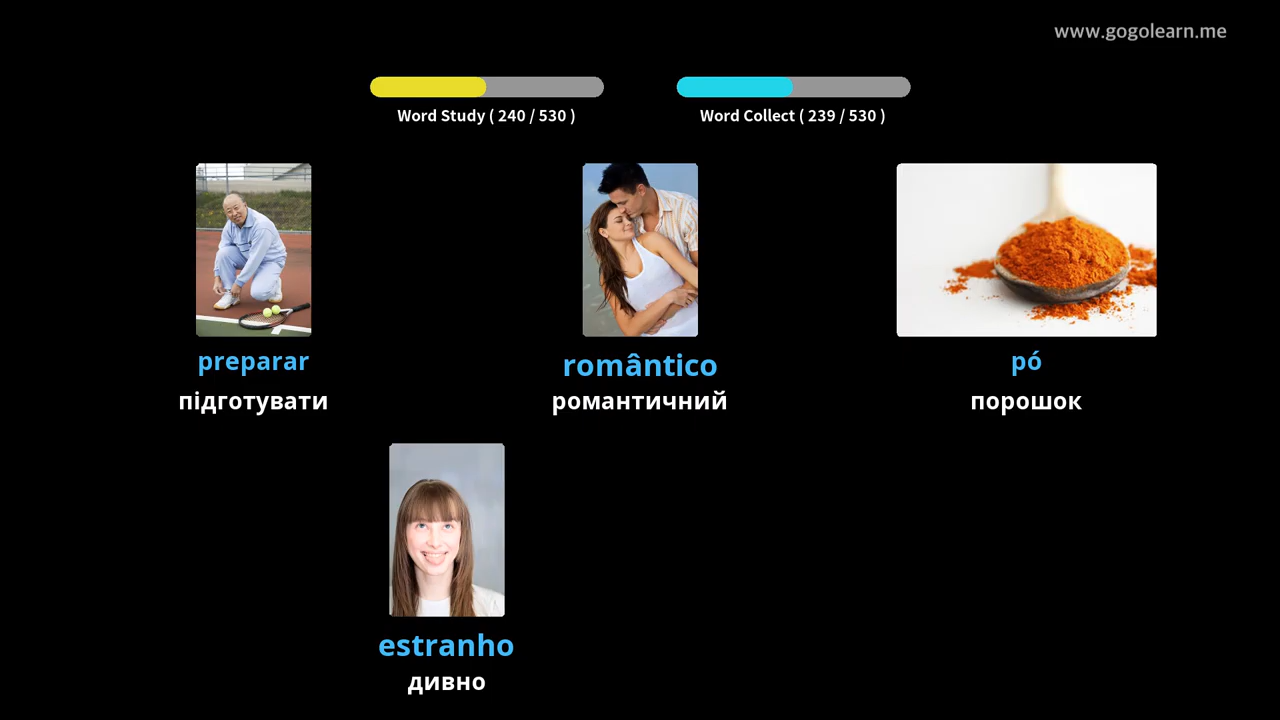 www.gogolearn.me
Word Study ( 240 / 530 )
Word Collect ( 239 / 530 )
preparar
підготувати
romântico
романтичний
pó
порошок
estranho
дивно